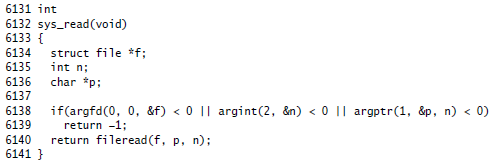 6131 int
6132 sys_read(void)
6133 {
6134   struct file *f;
6135   int n;
6136   char *p;
6137
6138   if(argfd(0, 0, &f) < 0 || argint(2, &n) < 0 || argptr(1, &p, n) < 0)
6139     return -1;
6140   return fileread(f, p, n);
6141 }